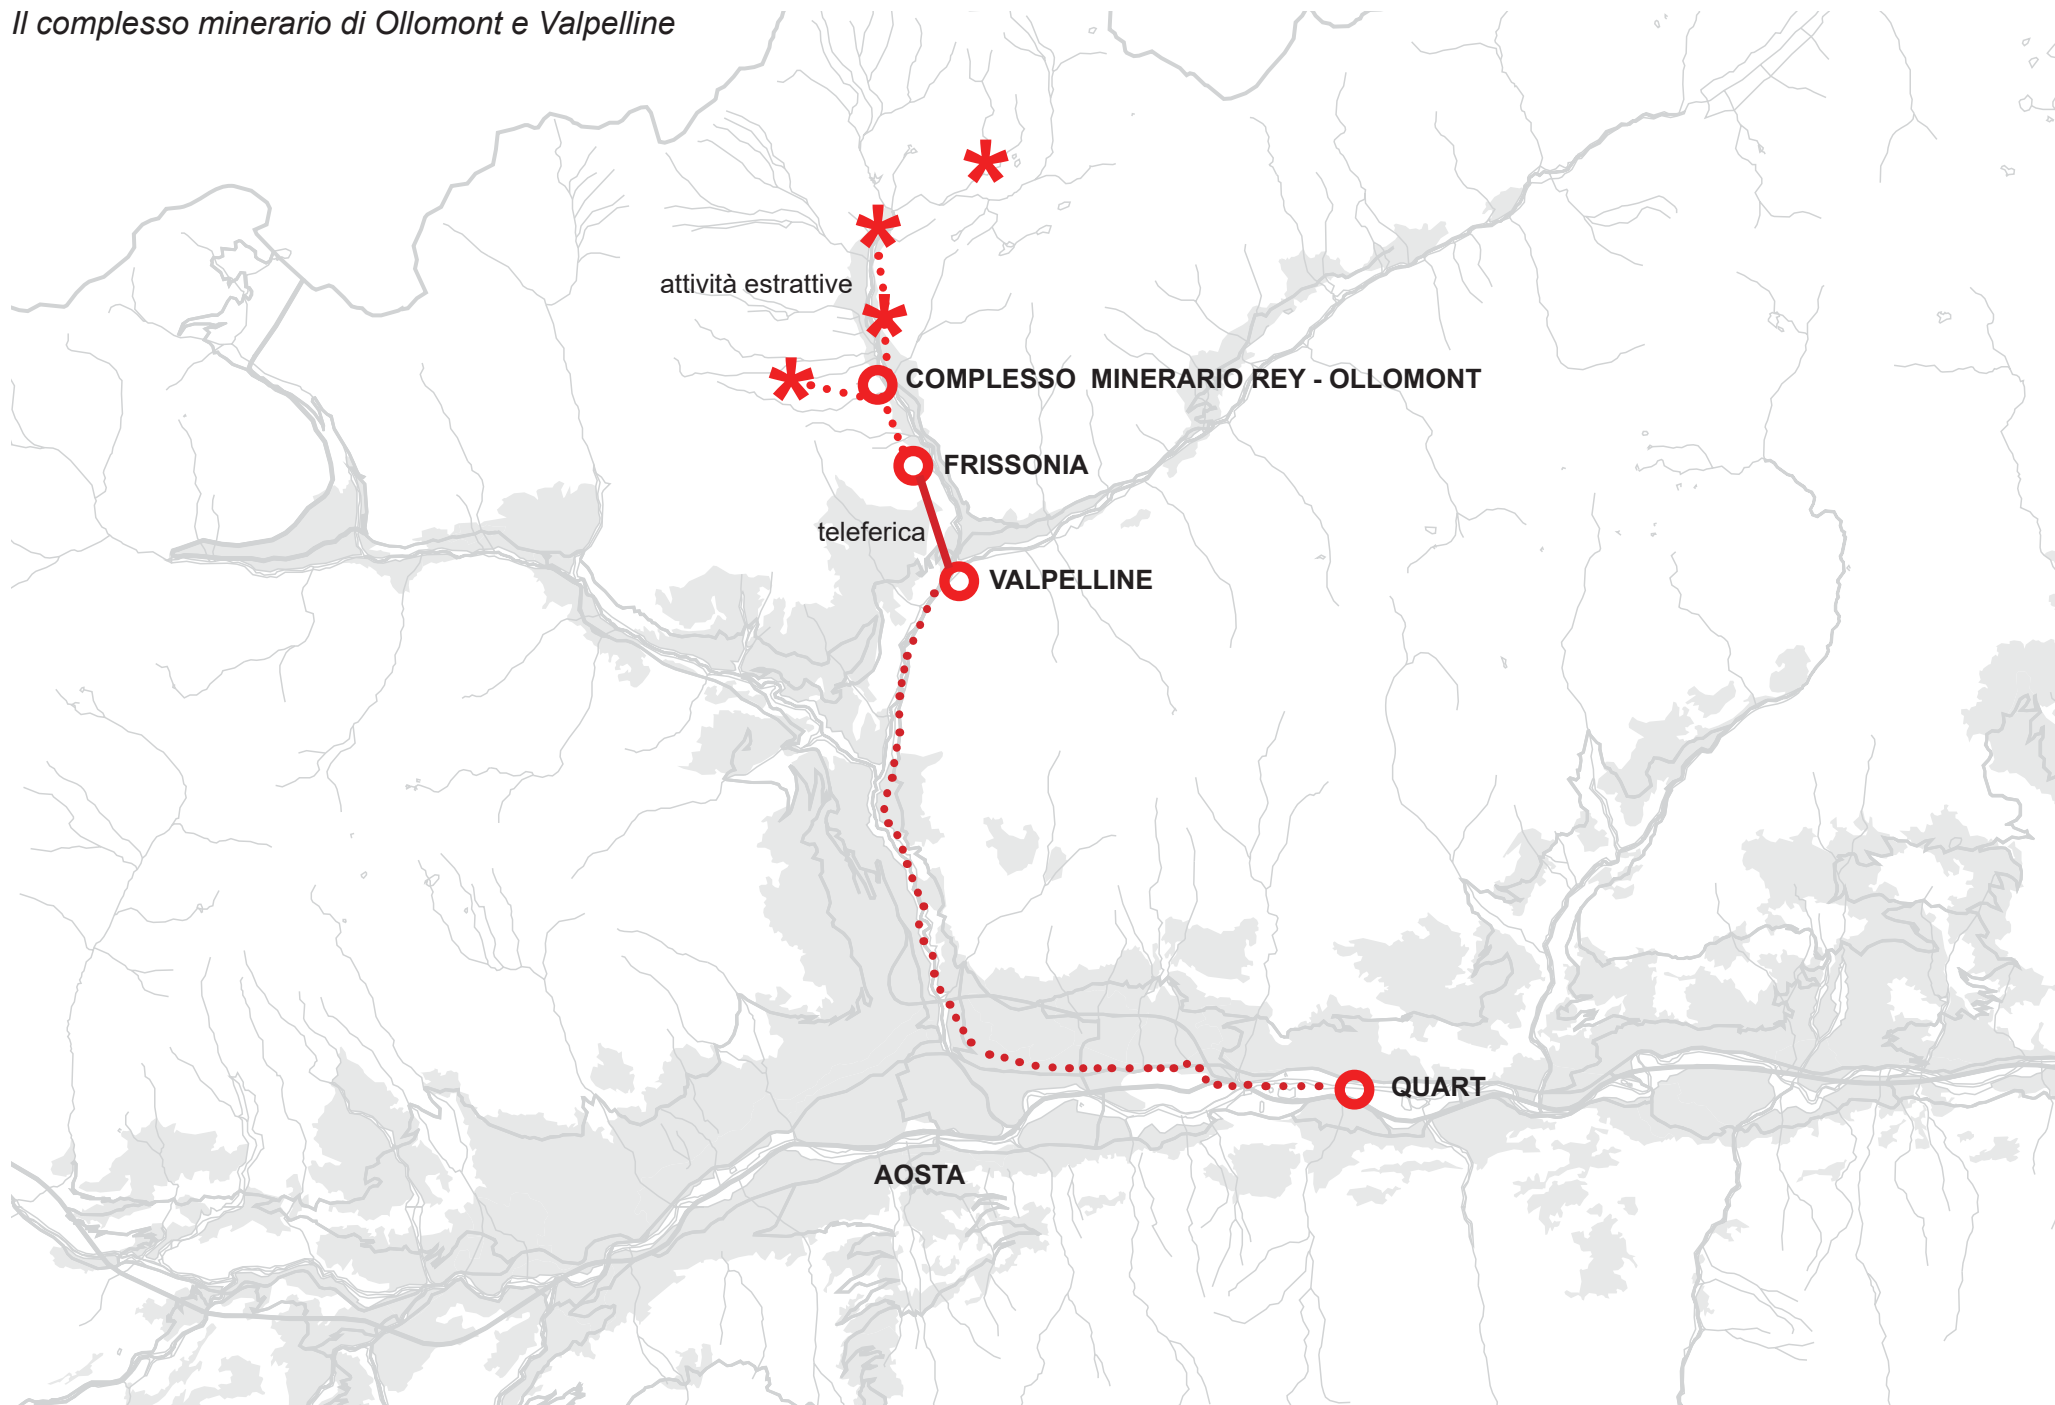 Il complesso minerario di Ollomont e Valpelline
attività estrattive
COMPLESSO MINERARIO REY - OLLOMONT
FRISSONIA
teleferica
VALPELLINE
QUART
AOSTA